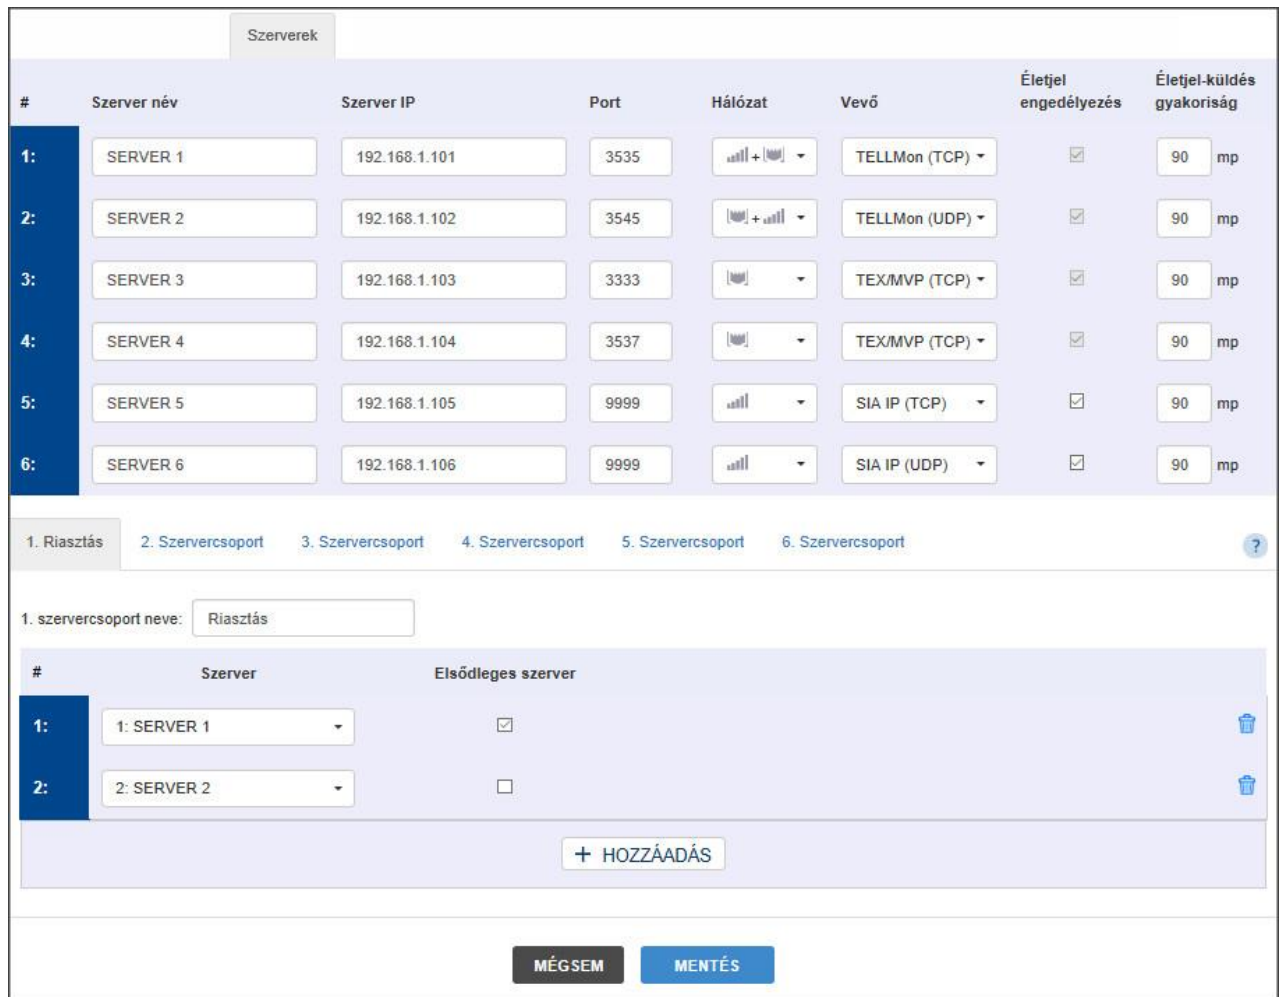 Szerverek
# Szerver név Szerver IP Port Hálózat Vevő Életjel engedélyezés Életjel-küldés gyakoriság
1: SERVER 1 192.168.1.101 3535 + TELLMon (TCP) 90 mp
2: SERVER 2 192.168.1.102 3545 + TELLMon (UDP) 90 mp
3: SERVER 3 192.168.1.103 3333 TEX/MVP (TCP) 90 mp
4: SERVER 4 192.168.1.104 3537 TEX/MVP (TCP) 90 mp
5: SERVER 5 192.168.1.105 9999 SIA IP (TCP) 90 mp
6: SERVER 6 192.168.1.106 9999 SIA IP (UDP) 90 mp
1. Riasztás 2. Szervercsoport 3. Szervercsoport 4. Szervercsoport 5. Szervercsoport 6. Szervercsoport ?
1. szervercsoport neve: Riasztás
# Szerver Elsődleges szerver
1: 1: SERVER 1
2: 2: SERVER 2
+ HOZZÁADÁS
MÉGSEM MENTÉS